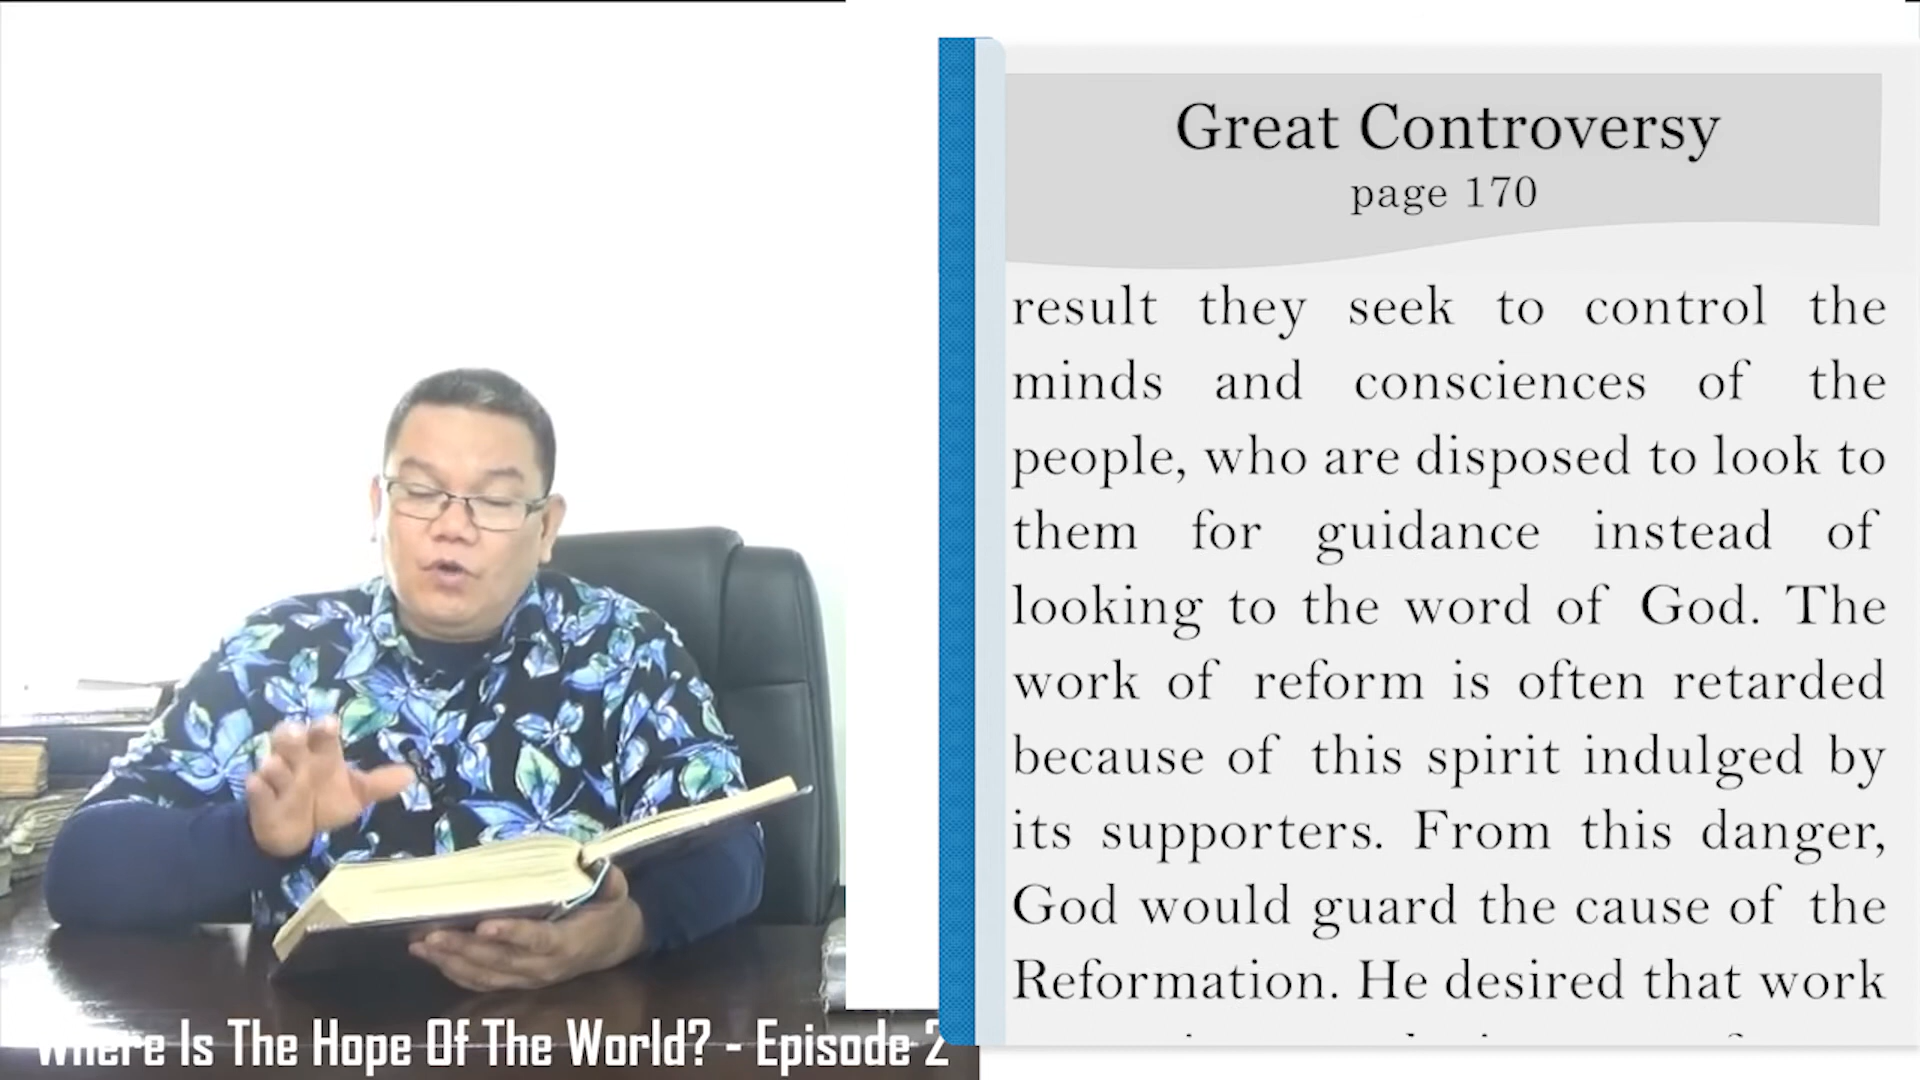 Great Controversy
page 170
result they seek to control the
minds and consciences of the
people, who are disposed to look to
them for guidance instead of
looking to the word of God. The
work of reform is often retarded
because of this spirit indulged by
its supporters. From this danger,
God would guard the cause of the
Reformation. He desired that work
Where Is The Hope Of The World? - Episode 2